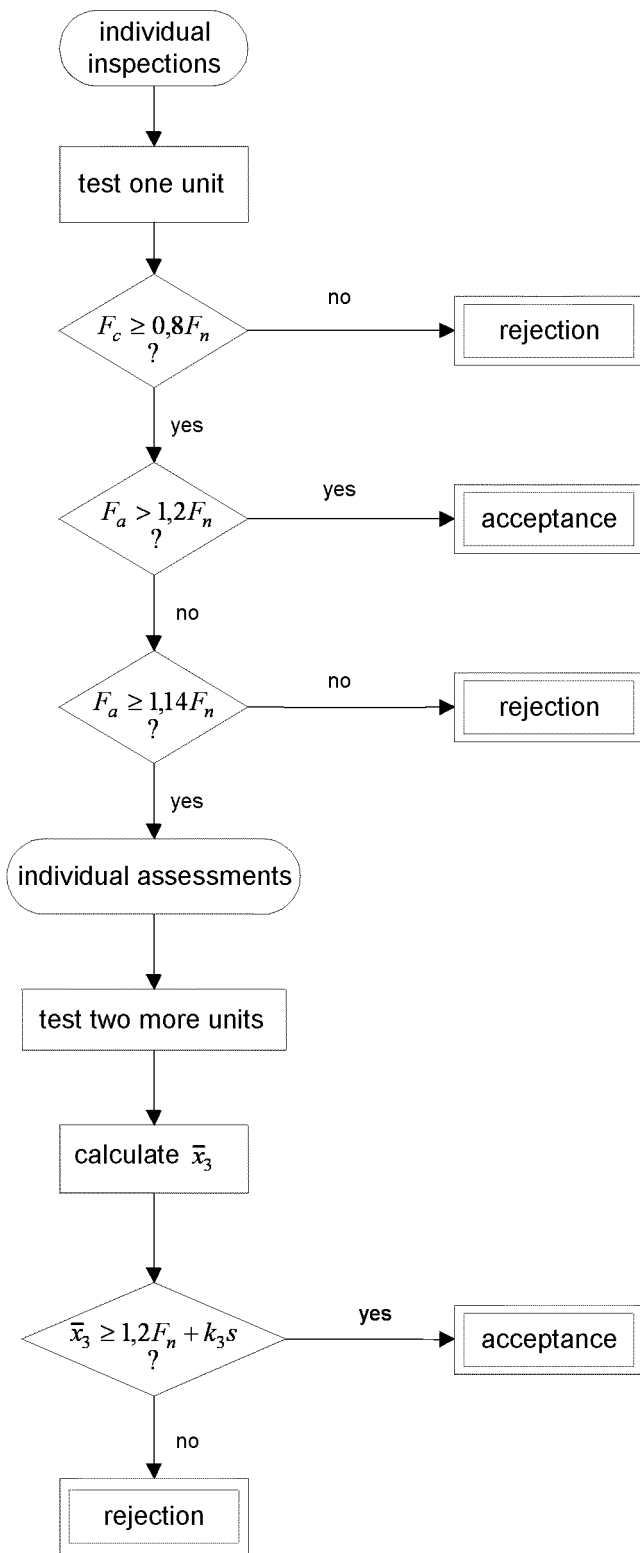 individual
inspections
test one unit
F_c ≥ 0,8F_n
?
no
rejection
yes
F_a > 1,2F_n
?
yes
acceptance
no
F_a ≥ 1,14F_n
?
no
rejection
yes
individual assessments
test two more units
calculate x̄_3
x̄_3 ≥ 1,2F_n + k_3s
?
yes
acceptance
no
rejection